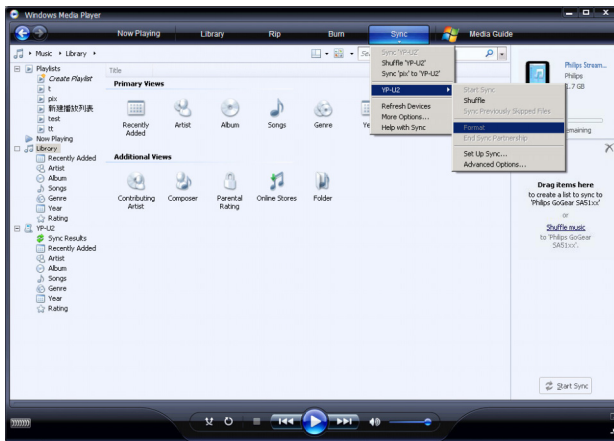 Windows Media Player
Now Playing
Library
Rip
Burn
Sync
Media Guide
Music
Library
Sync 'YP-U2'
Shuffle 'YP-U2'
Sync 'pix' to 'YP-U2'
YP-U2
Refresh Devices
More Options...
Help with Sync
Start Sync
Shuffle
Sync Previously Skipped Files
Format
End Sync Partnership
Set Up Sync...
Advanced Options...
Playlists
Create Playlist
t
pix
新建播放列表
test
tt
Now Playing
Library
Recently Added
Artist
Album
Songs
Genre
Year
Rating
YP-U2
Sync Results
Recently Added
Artist
Album
Songs
Genre
Year
Rating
Title
Primary Views
Recently
Added
Artist
Album
Songs
Genre
Additional Views
Contributing
Artist
Composer
Parental
Rating
Online Stores
Folder
Philips Stream...
Philips
Drag items here
to create a list to sync to
'Philips GoGear SA51xx'
or
Shuffle music
to 'Philips GoGear
SA51xx'.
Start Sync